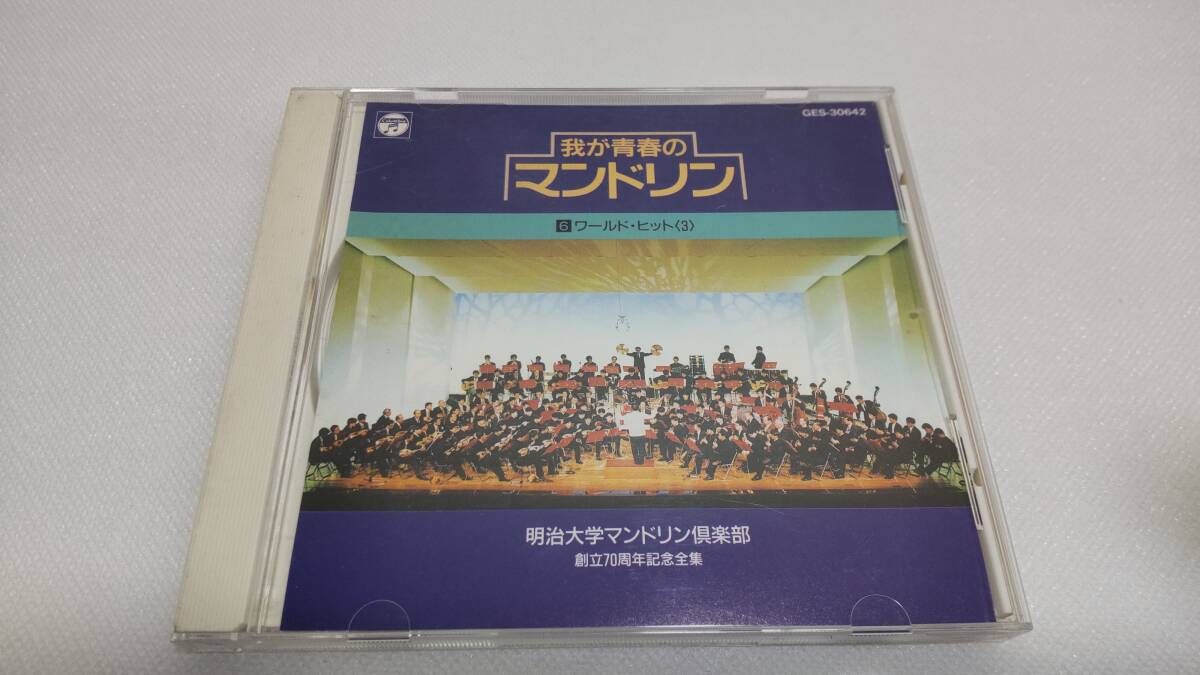 Columbia
GES-30642
我が青春の
マンドリン
6 ワールド・ヒット〈3〉
明治大学マンドリン倶楽部
創立70周年記念全集